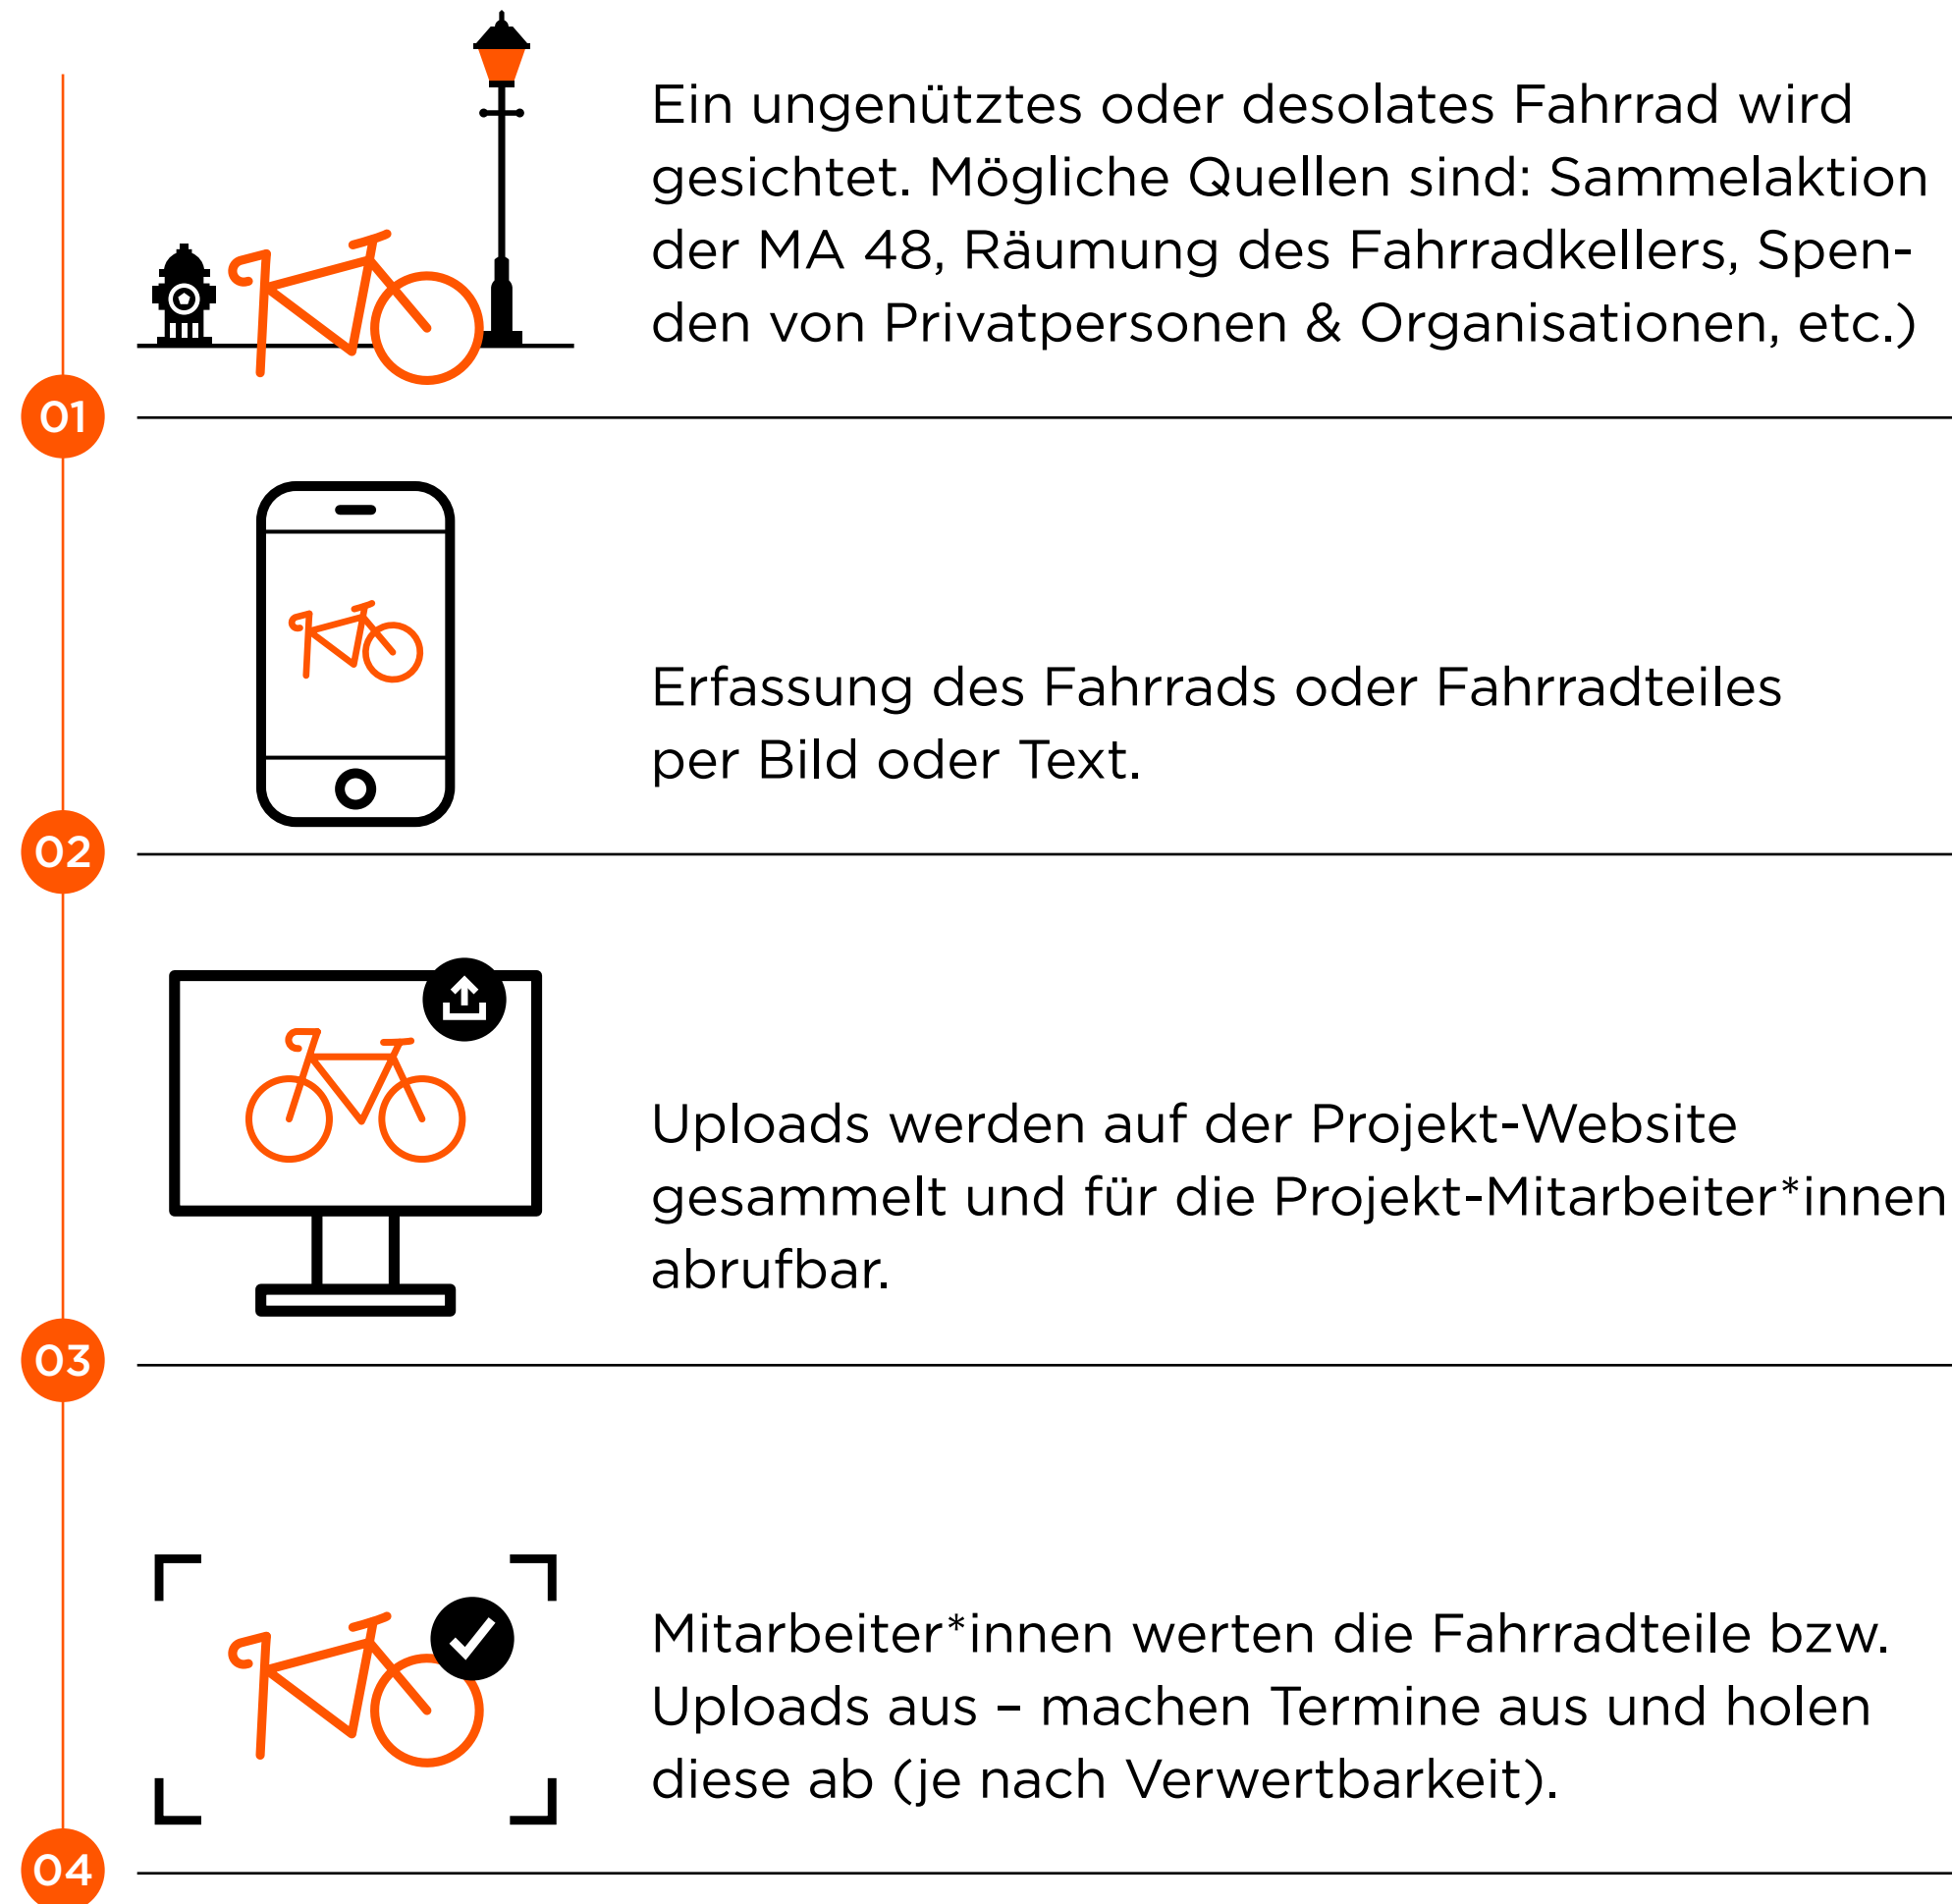 Ein ungenütztes oder desolates Fahrrad wird
gesichtet. Mögliche Quellen sind: Sammelaktion
der MA 48, Räumung des Fahrradkellers, Spen-
den von Privatpersonen & Organisationen, etc.)
01
Erfassung des Fahrrads oder Fahrradteiles
per Bild oder Text.
02
Uploads werden auf der Projekt-Website
gesammelt und für die Projekt-Mitarbeiter*innen
abrufbar.
03
Mitarbeiter*innen werten die Fahrradteile bzw.
Uploads aus – machen Termine aus und holen
diese ab (je nach Verwertbarkeit).
04